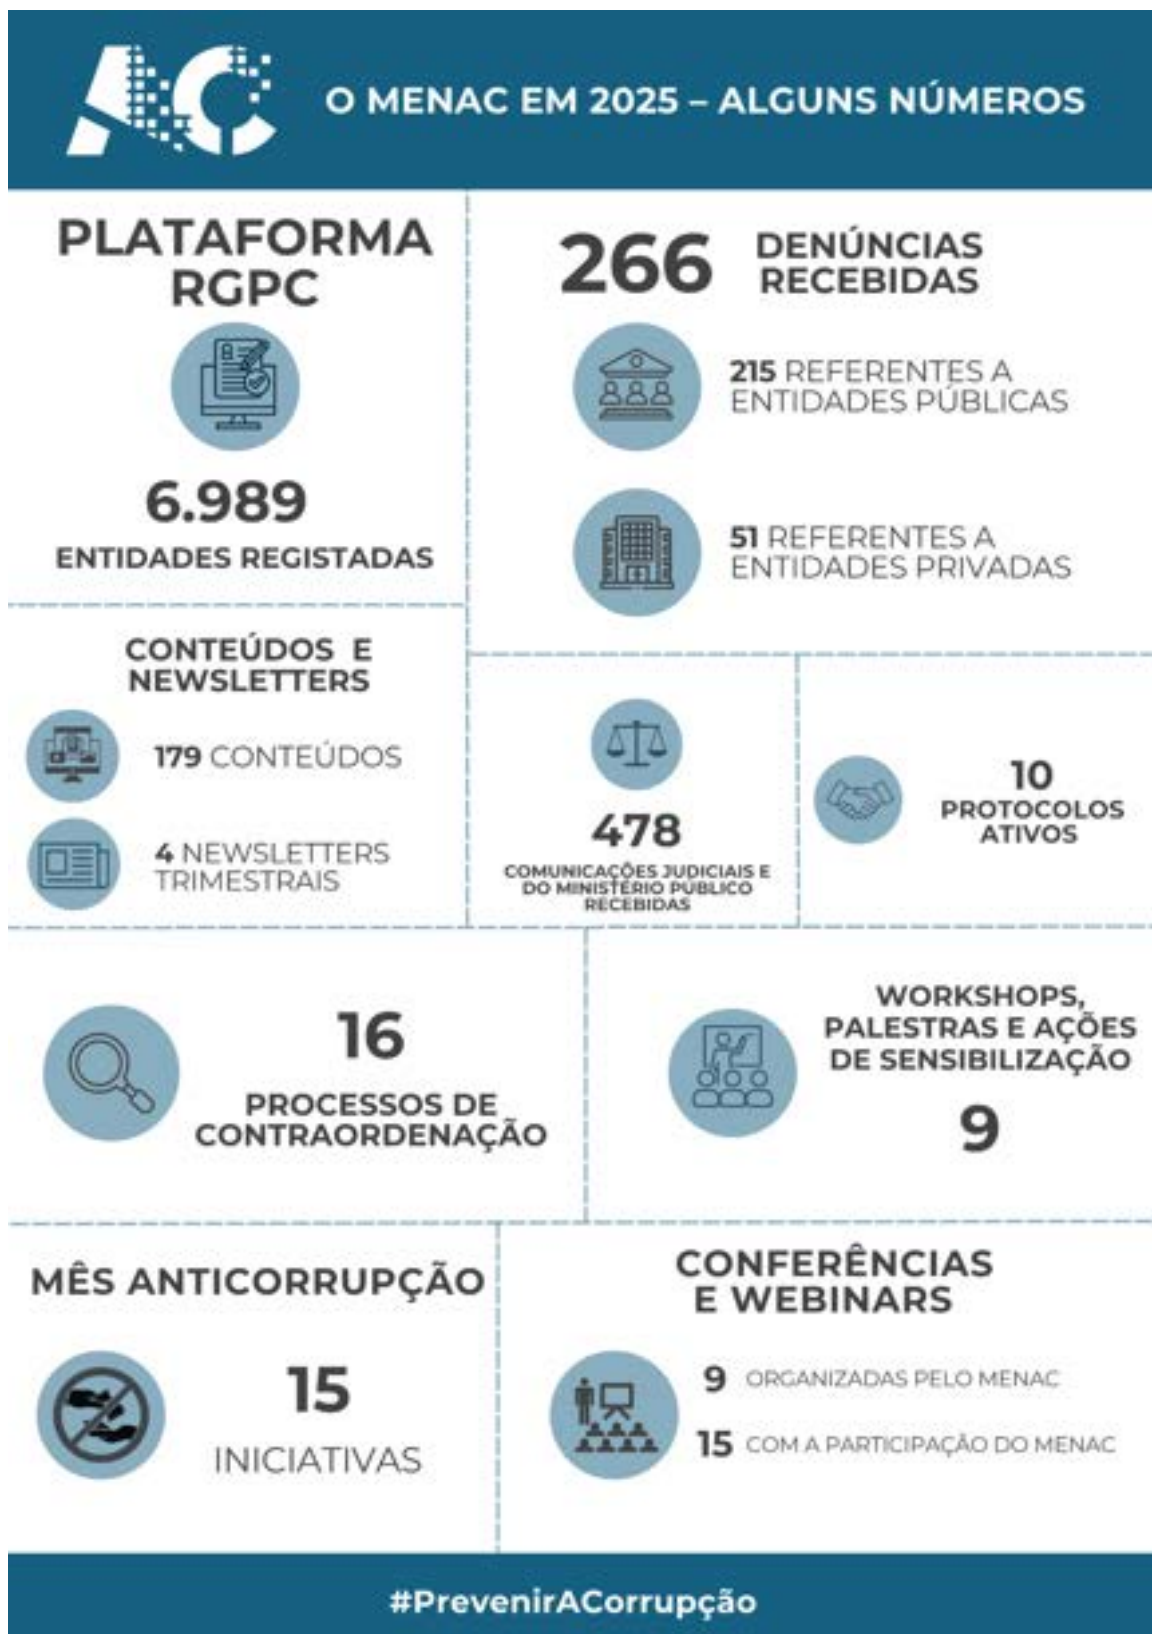 AC
O MENAC EM 2025 – ALGUNS NÚMEROS
PLATAFORMA
RGPC
6.989
ENTIDADES REGISTADAS
266
DENÚNCIAS
RECEBIDAS
215 REFERENTES A
ENTIDADES PÚBLICAS
51 REFERENTES A
ENTIDADES PRIVADAS
CONTEÚDOS E
NEWSLETTERS
179 CONTEÚDOS
4 NEWSLETTERS
TRIMESTRAIS
478
COMUNICAÇÕES JUDICIAIS E
DO MINISTÉRIO PÚBLICO
RECEBIDAS
10
PROTOCOLOS
ATIVOS
16
PROCESSOS DE
CONTRAORDENAÇÃO
WORKSHOPS,
PALESTRAS E AÇÕES
DE SENSIBILIZAÇÃO
9
MÊS ANTICORRUPÇÃO
15
INICIATIVAS
CONFERÊNCIAS
E WEBINARS
9 ORGANIZADAS PELO MENAC
15 COM A PARTICIPAÇÃO DO MENAC
#PrevenirACorrupção